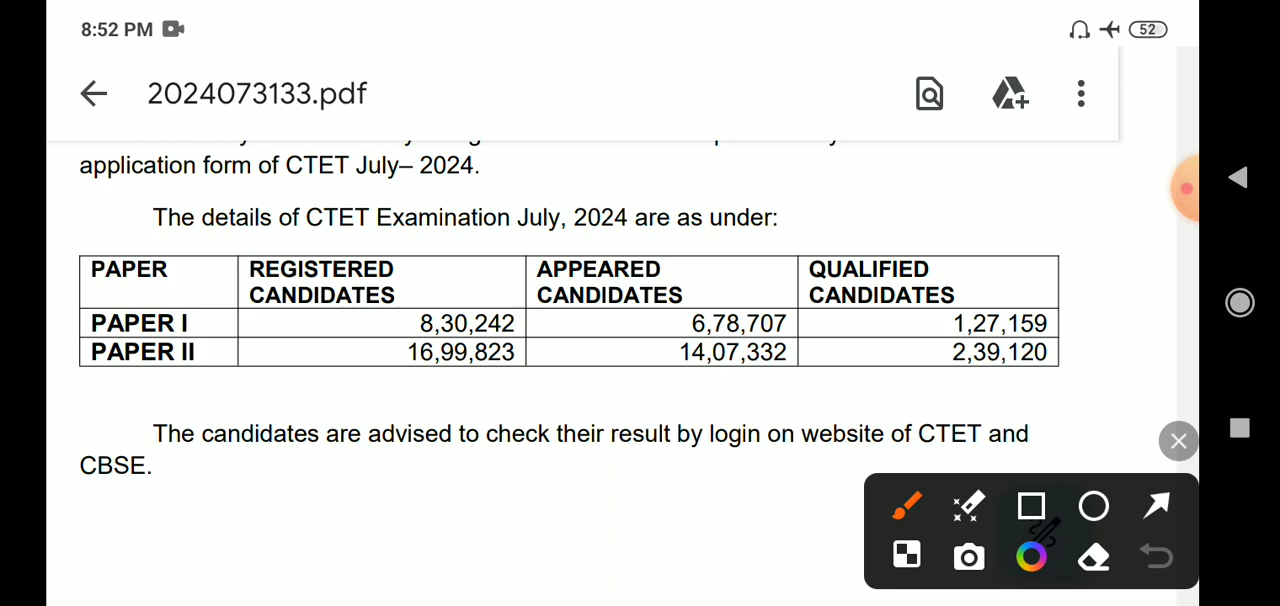 8:52 PM
52
2024073133.pdf
application form of CTET July– 2024.
The details of CTET Examination July, 2024 are as under:
PAPER REGISTERED CANDIDATES APPEARED CANDIDATES QUALIFIED CANDIDATES
PAPER I 8,30,242 6,78,707 1,27,159
PAPER II 16,99,823 14,07,332 2,39,120
The candidates are advised to check their result by login on website of CTET and
CBSE.